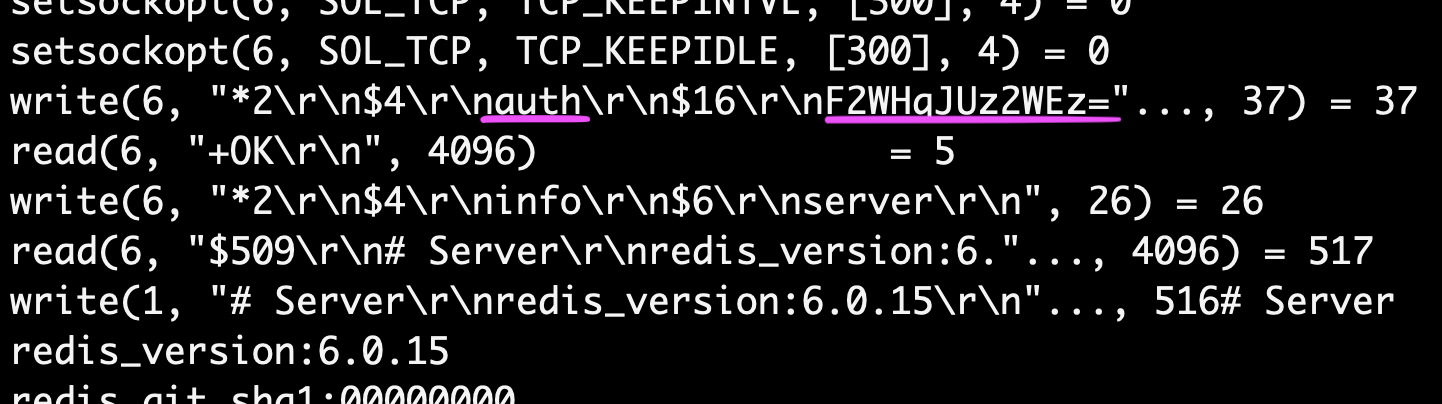 setsockopt(6, SOL_TCP, TCP_KEEPINTVL, [300], 4) = 0
setsockopt(6, SOL_TCP, TCP_KEEPIDLE, [300], 4) = 0
write(6, "*2\r\n$4\r\nauth\r\n$16\r\nF2WHqJUz2WEz="..., 37) = 37
read(6, "+OK\r\n", 4096) = 5
write(6, "*2\r\n$4\r\ninfo\r\n$6\r\nserver\r\n", 26) = 26
read(6, "$509\r\n# Server\r\nredis_version:6."..., 4096) = 517
write(1, "# Server\r\nredis_version:6.0.15\r\n"..., 516# Server
redis_version:6.0.15
redis_git_sha1:00000000